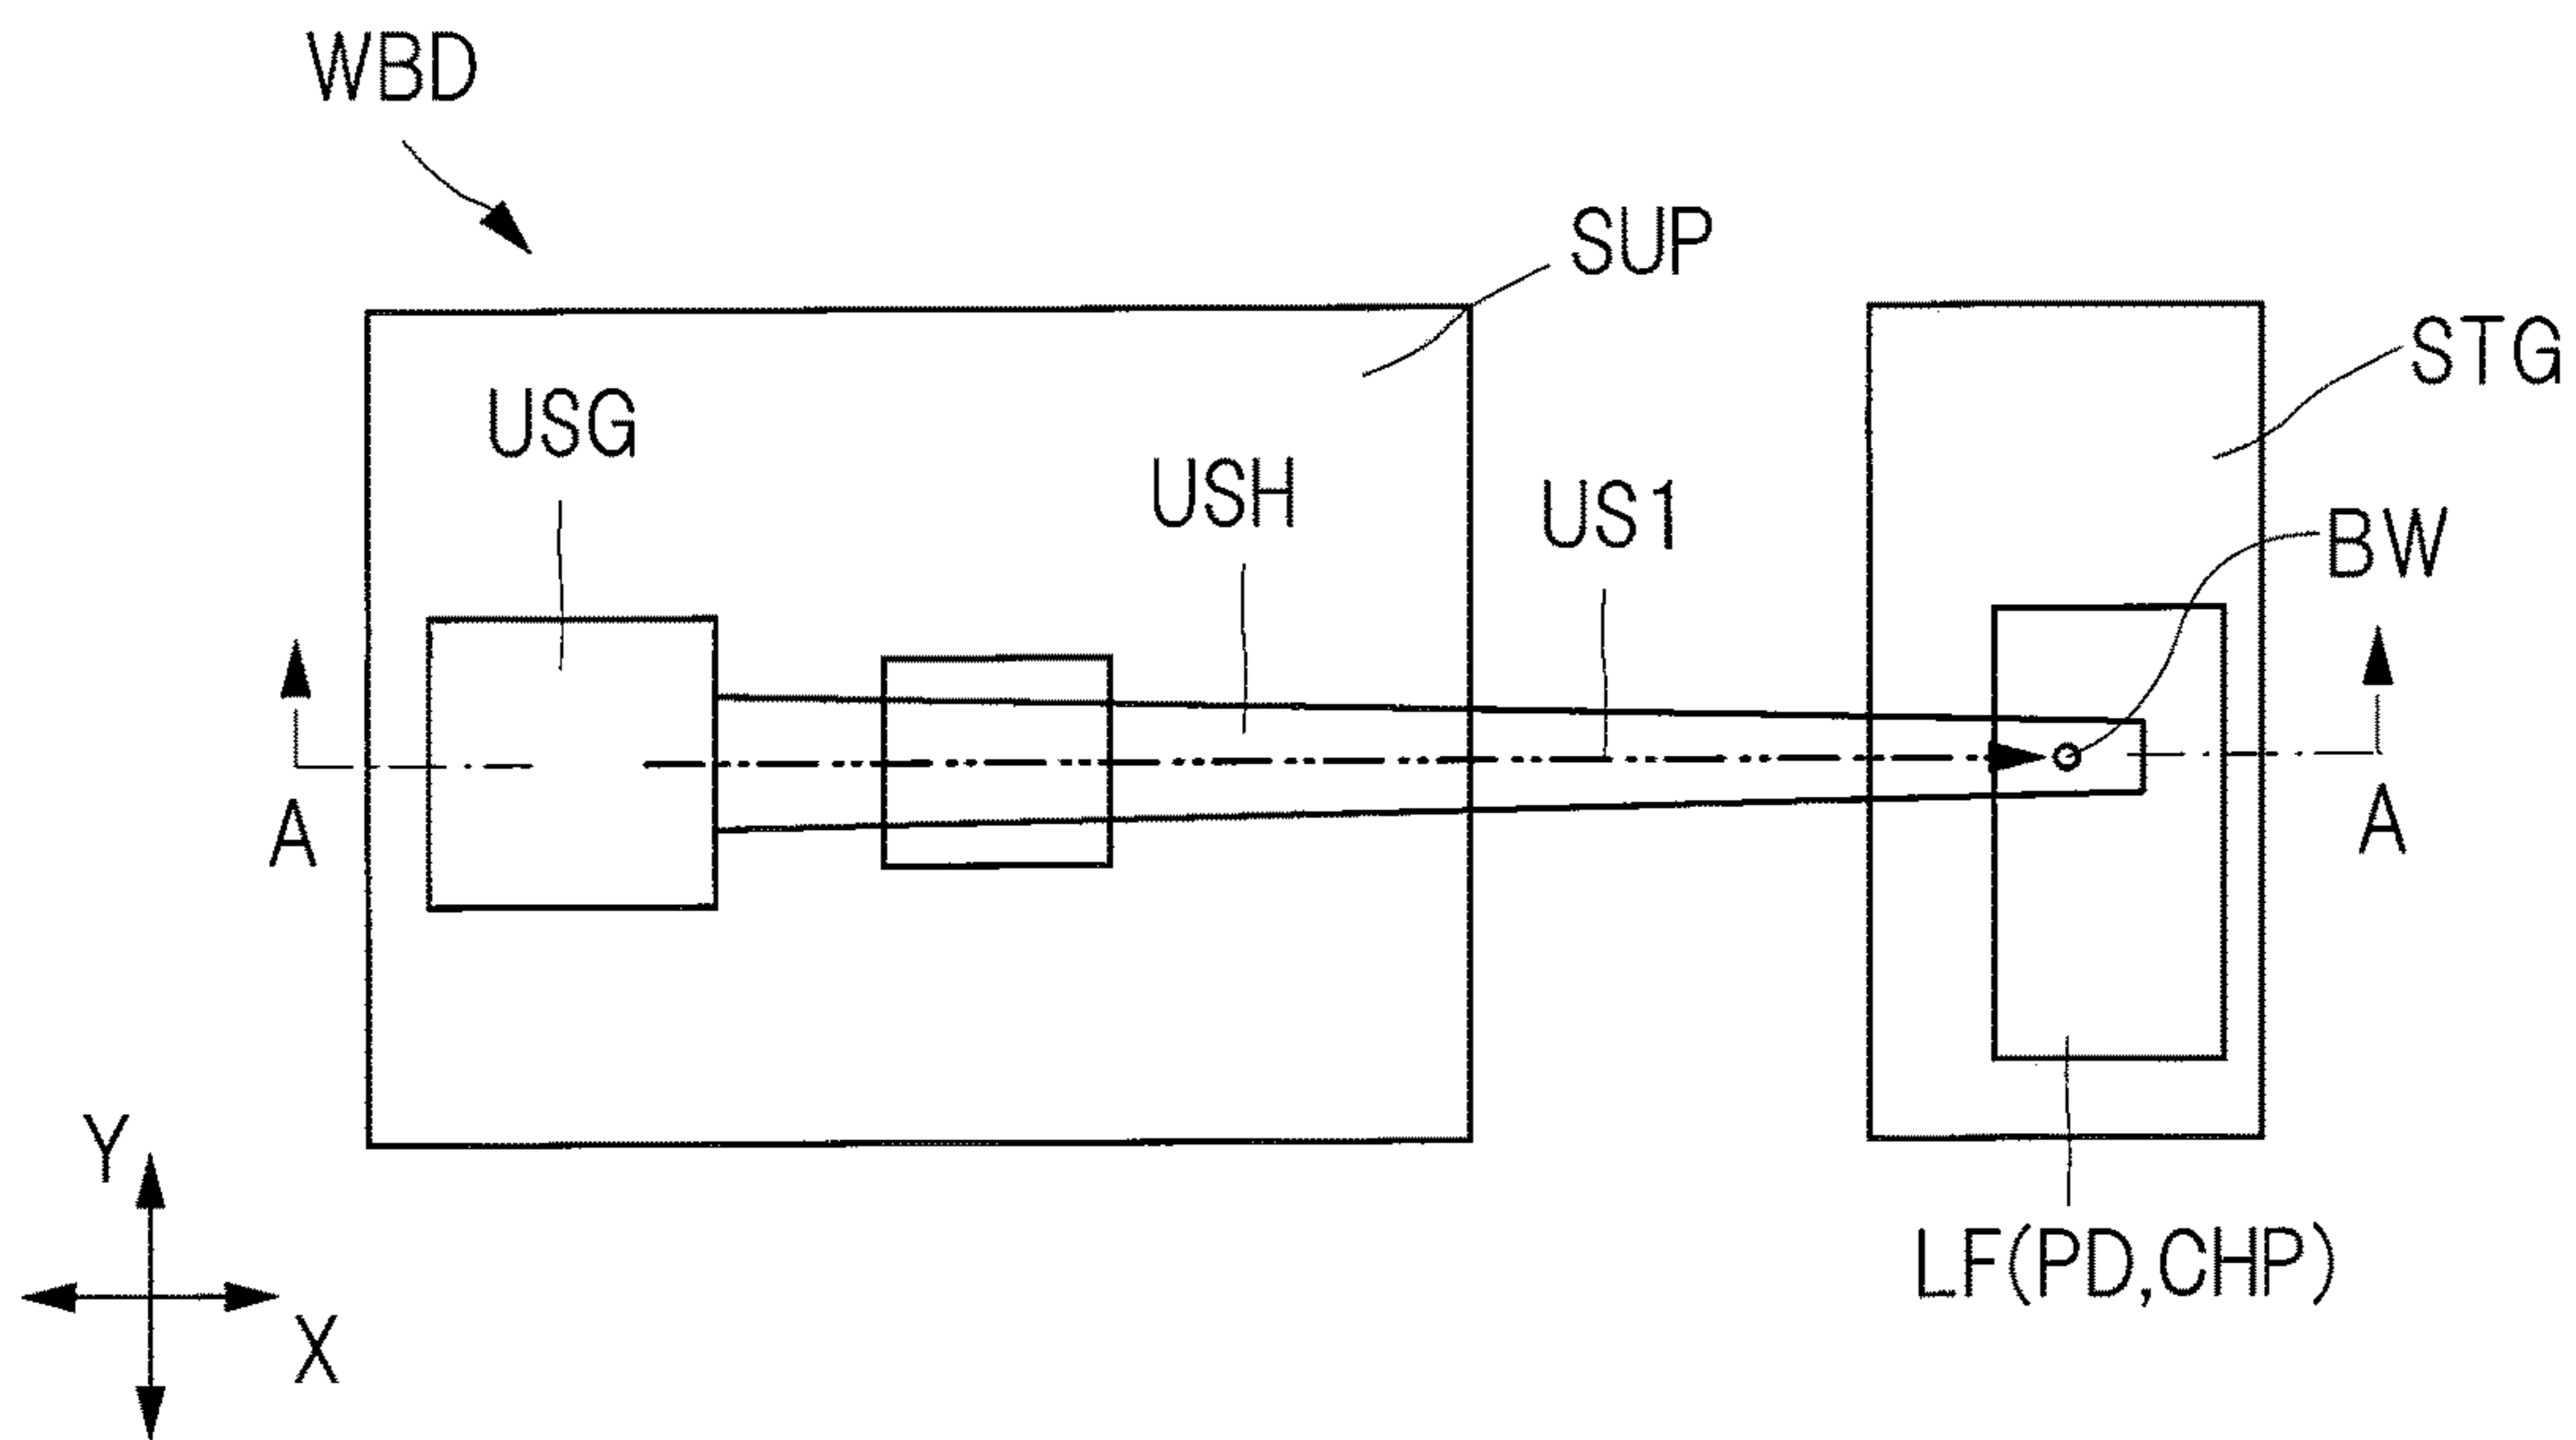 WBD
SUP
STG
USG
USH
US1
BW
A
A
Y
X
LF(PD,CHP)